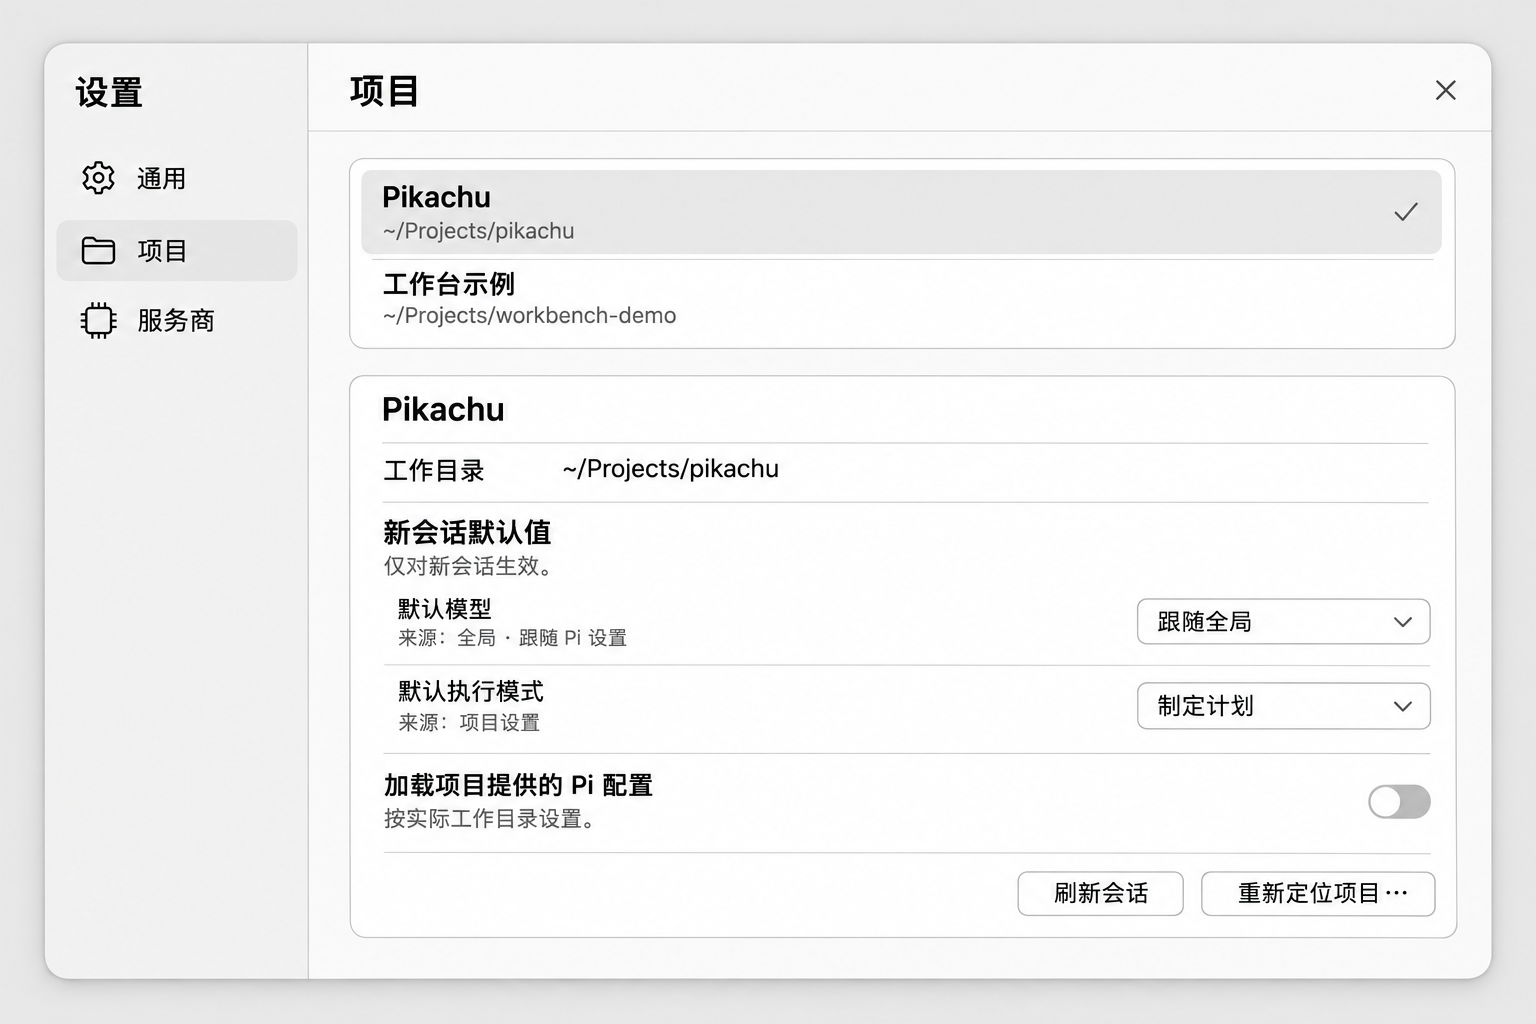 设置
通用
项目
服务商
项目
Pikachu
~/Projects/pikachu
工作台示例
~/Projects/workbench-demo
Pikachu
工作目录 ~/Projects/pikachu
新会话默认值
仅对新会话生效。
默认模型
来源：全局 · 跟随 Pi 设置
跟随全局
默认执行模式
来源：项目设置
制定计划
加载项目提供的 Pi 配置
按实际工作目录设置。
刷新会话
重新定位项目…